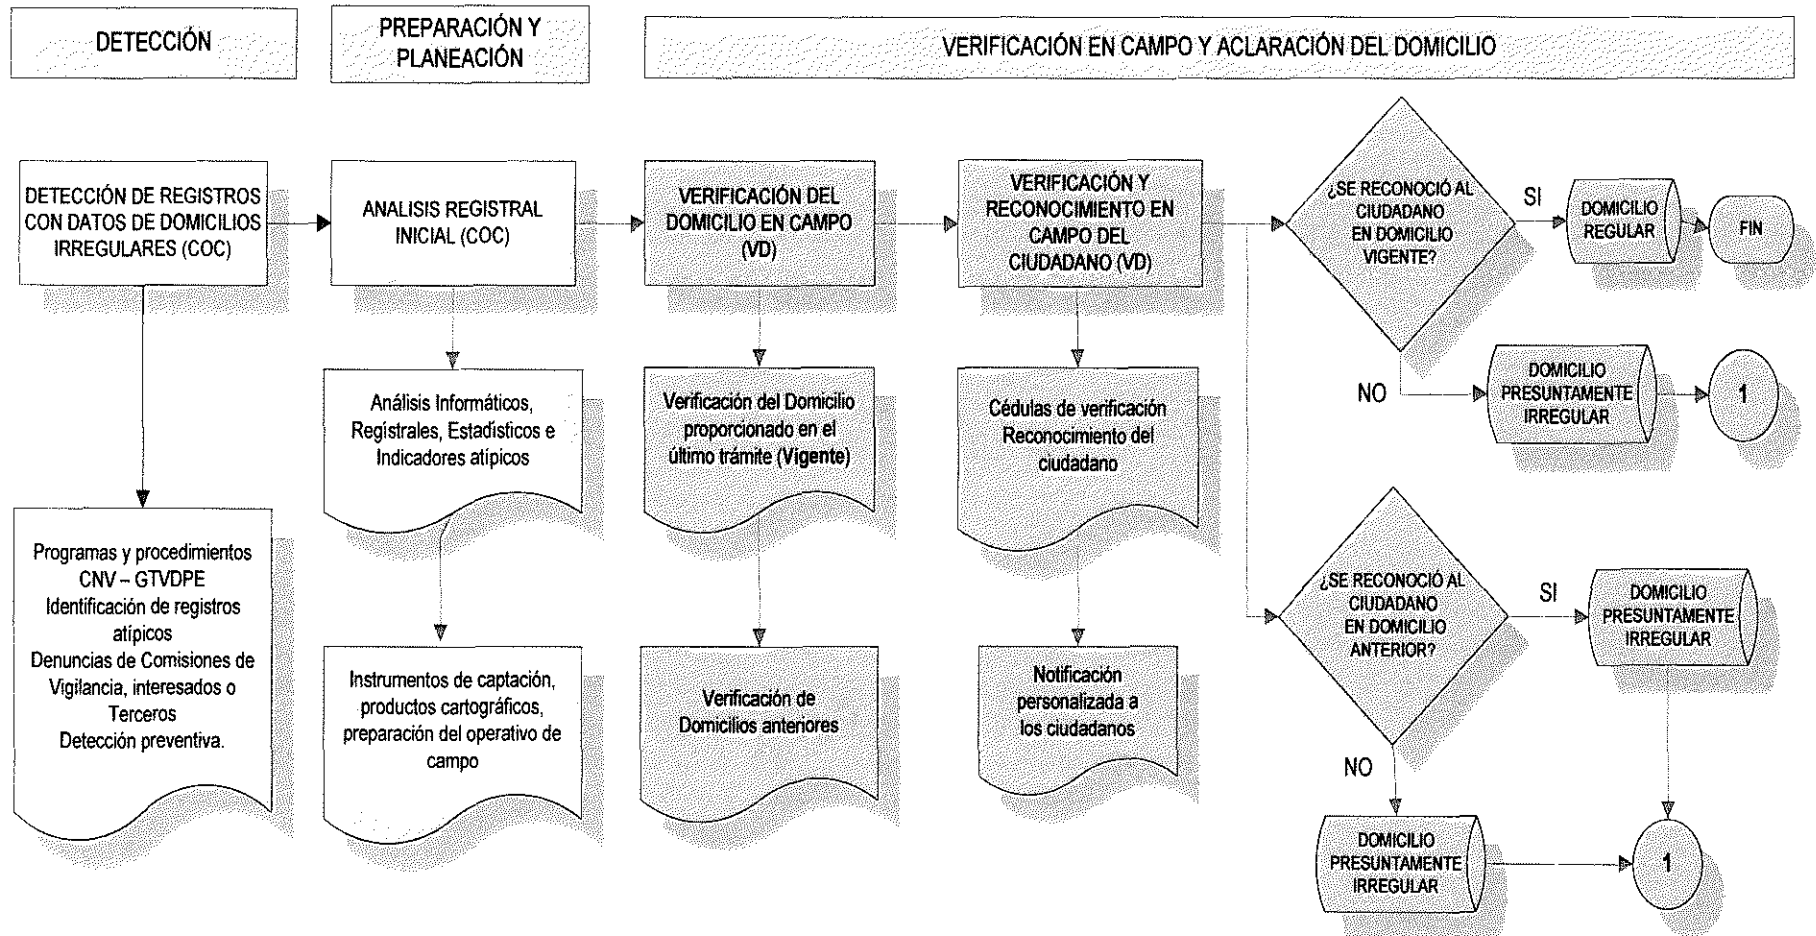 DETECCIÓN
PREPARACIÓN Y
PLANEACIÓN
VERIFICACIÓN EN CAMPO Y ACLARACIÓN DEL DOMICILIO
DETECCIÓN DE REGISTROS
CON DATOS DE DOMICILIOS
IRREGULARES (COC)
ANALISIS REGISTRAL
INICIAL (COC)
VERIFICACIÓN DEL
DOMICILIO EN CAMPO
(VD)
VERIFICACIÓN Y
RECONOCIMIENTO EN
CAMPO DEL
CIUDADANO (VD)
¿SE RECONOCIÓ AL
CIUDADANO
EN DOMICILIO
VIGENTE?
SI
DOMICILIO
REGULAR
FIN
NO
DOMICILIO
PRESUNTAMENTE
IRREGULAR
1
Programas y procedimientos
CNV – GTVDPE
Identificación de registros
atípicos
Denuncias de Comisiones de
Vigilancia, interesados o
Terceros
Detección preventiva.
Análisis Informáticos,
Registrales, Estadísticos e
Indicadores atípicos
Instrumentos de captación,
productos cartográficos,
preparación del operativo de
campo
Verificación del Domicilio
proporcionado en el
último trámite (Vigente)
Verificación de
Domicilios anteriores
Cédulas de verificación
Reconocimiento del
ciudadano
Notificación
personalizada a
los ciudadanos
¿SE RECONOCIÓ AL
CIUDADANO
EN DOMICILIO
ANTERIOR?
SI
DOMICILIO
PRESUNTAMENTE
IRREGULAR
NO
DOMICILIO
PRESUNTAMENTE
IRREGULAR
1